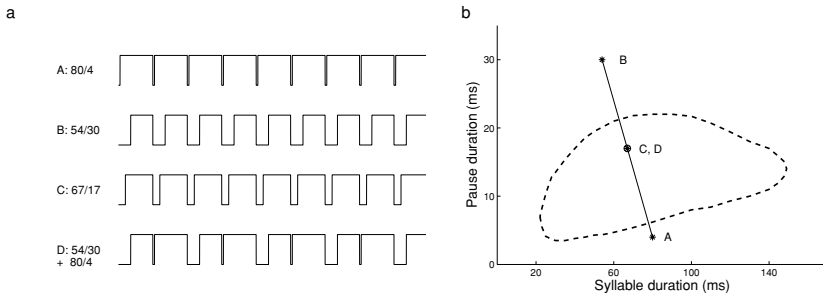 a
A: 80/4
B: 54/30
C: 67/17
D: 54/30
+ 80/4
b
Pause duration (ms)
30
20
10
0
B
C, D
A
20
60
100
140
Syllable duration (ms)